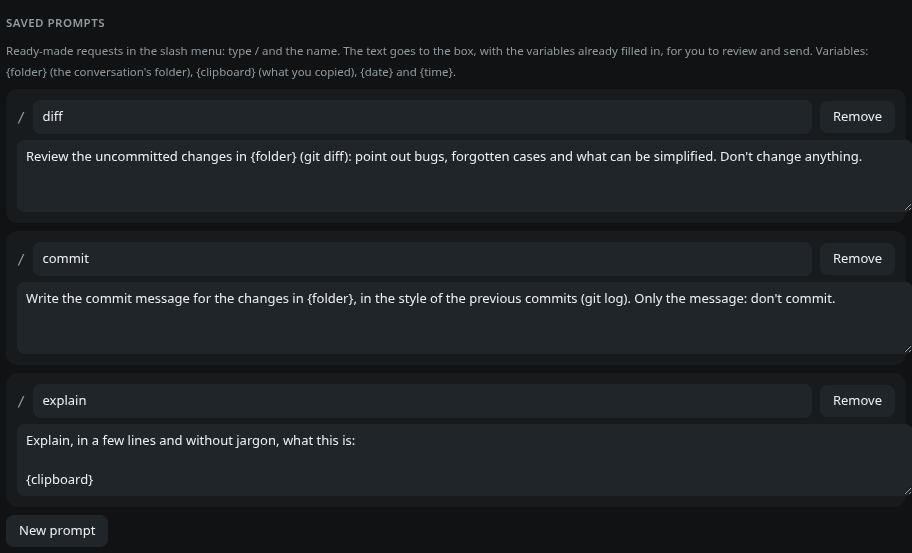 SAVED PROMPTS
Ready-made requests in the slash menu: type / and the name. The text goes to the box, with the variables already filled in, for you to review and send. Variables:
{folder} (the conversation's folder), {clipboard} (what you copied), {date} and {time}.
/ diff Remove
Review the uncommitted changes in {folder} (git diff): point out bugs, forgotten cases and what can be simplified. Don't change anything.
/ commit Remove
Write the commit message for the changes in {folder}, in the style of the previous commits (git log). Only the message: don't commit.
/ explain Remove
Explain, in a few lines and without jargon, what this is:
{clipboard}
New prompt